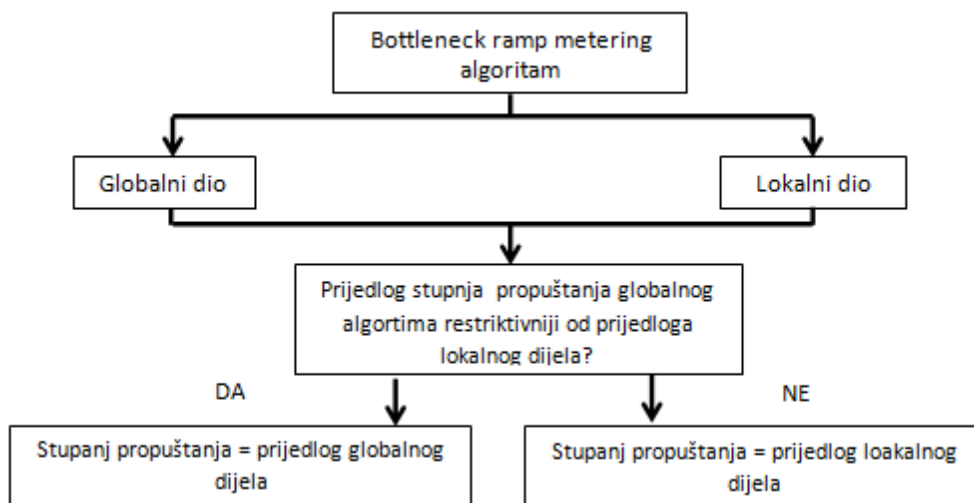 Bottleneck ramp metering
algoritam
Globalni dio
Lokalni dio
Prijedlog stupnja propuštanja globalnog
algortima restriktivniji od prijedloga
lokalnog dijela?
DA
NE
Stupanj propuštanja = prijedlog globalnog
dijela
Stupanj propuštanja = prijedlog loakalnog
dijela